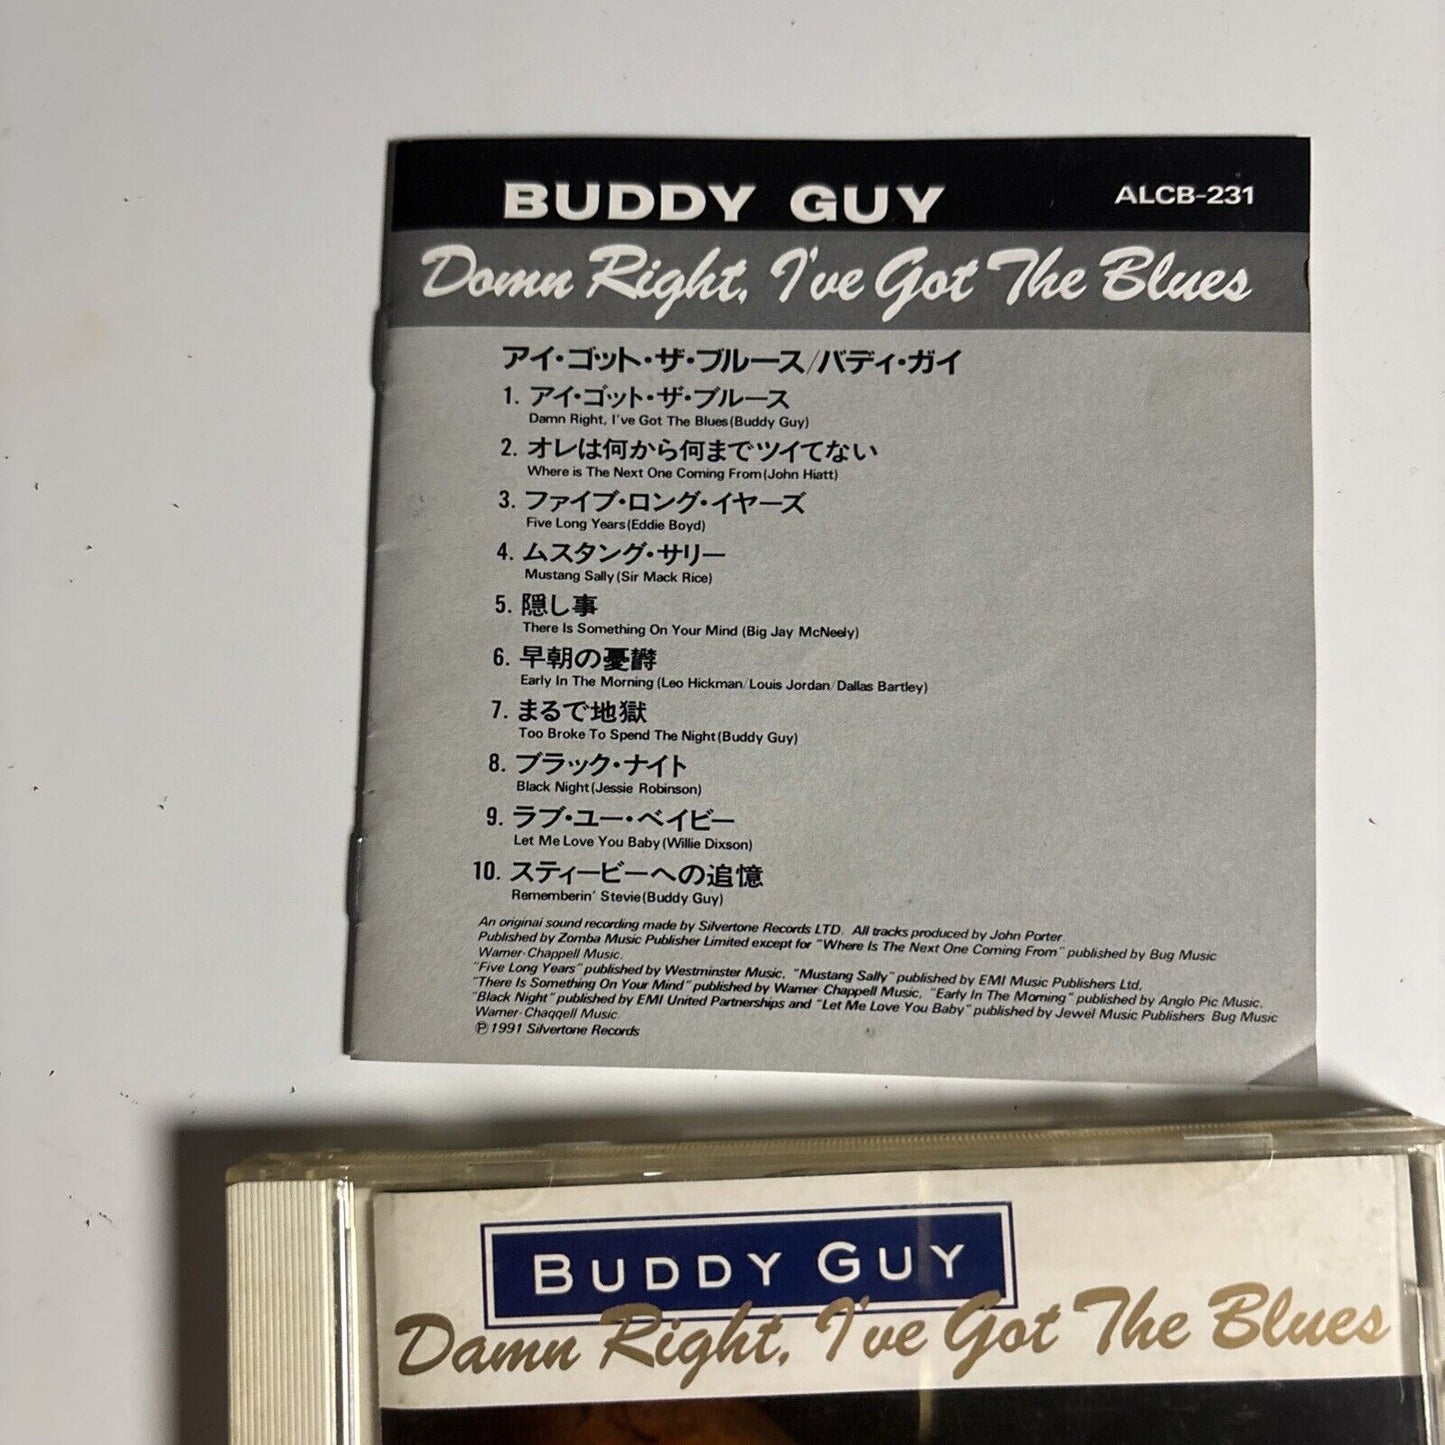 BUDDY GUY ALCB-231
Domn Right, I've Got The Blues
アイ・ゴット・ザ・ブルース/バディ・ガイ
1. アイ・ゴット・ザ・ブルース
Damn Right, I've Got The Blues(Buddy Guy)
2. オレは何から何までツイてない
Where is The Next One Coming From(John Hiatt)
3. ファイブ・ロング・イヤーズ
Five Long Years(Eddie Boyd)
4. ムスタング・サリー
Mustang Sally(Sir Mack Rice)
5. 隠し事
There Is Something On Your Mind (Big Jay McNeely)
6. 早朝の憂欝
Early In The Morning(Leo Hickman/Louis Jordan/Dallas Bartley)
7. まるで地獄
Too Broke To Spend The Night(Buddy Guy)
8. ブラック・ナイト
Black Night(Jessie Robinson)
9. ラブ・ユー・ベイビー
Let Me Love You Baby(Willie Dixson)
10. スティービーへの追憶
Rememberin' Stevie(Buddy Guy)
An original sound recording made by Silvertone Records LTD. All tracks produced by John Porter.
Published by Zomba Music Publisher Limited except for "Where Is The Next One Coming From" published by Bug Music
Warner-Chappell Music.
"Five Long Years" published by Westminster Music, "Mustang Sally" published by EMI Music Publishers Ltd,
"There Is Something On Your Mind" published by Warner Chappell Music, "Early In The Morning" published by Anglo Pic Music,
"Black Night" published by EMI United Partnerships and "Let Me Love You Baby" published by Jewel Music Publishers Bug Music
Warner-Chaqqell Music
℗ 1991 Silvertone Records
BUDDY GUY
Damn Right, I've Got The Blues